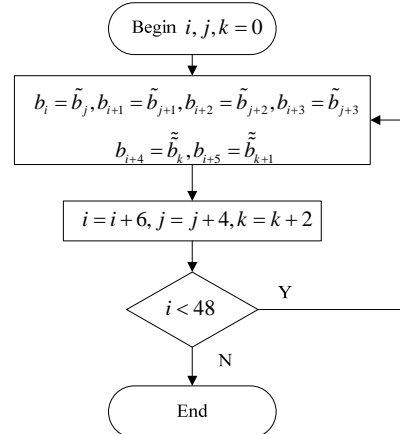 Begin i, j,k = 0
b_i = b̃_j, b_{i+1} = b̃_{j+1}, b_{i+2} = b̃_{j+2}, b_{i+3} = b̃_{j+3}
b_{i+4} = b̃̃_k, b_{i+5} = b̃̃_{k+1}
i = i+6, j = j+4, k = k+2
i < 48
Y
N
End